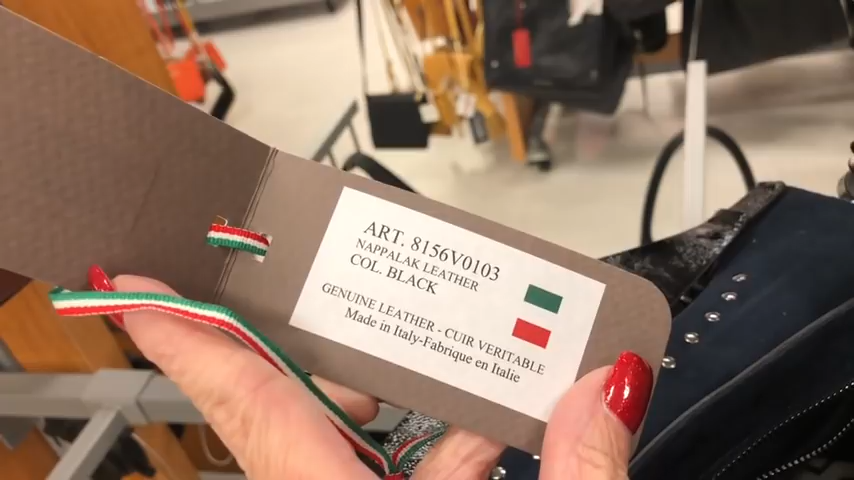 ART. 8156V0103
NAPPALAK LEATHER
COL. BLACK
GENUINE LEATHER - CUIR VERITABLE
Made in Italy-Fabrique en Italie